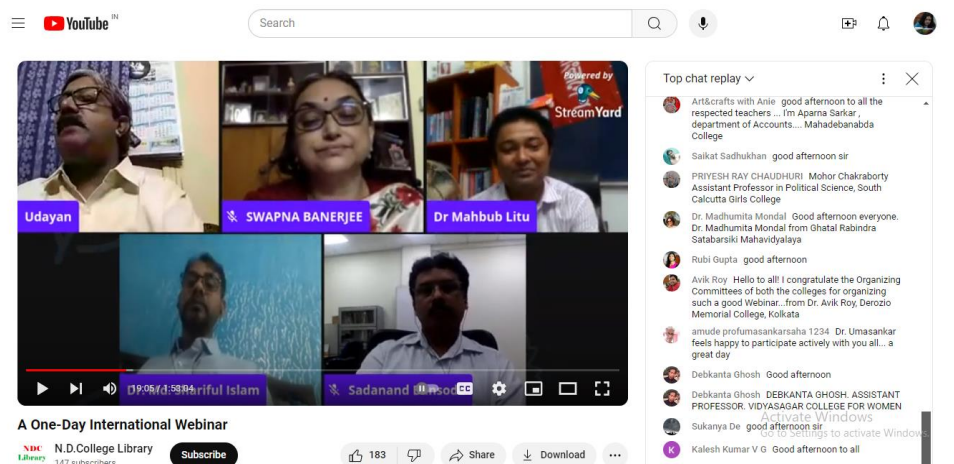 YouTube IN
Search
Powered by
StreamYard
Udayan
SWAPNA BANERJEE
Dr Mahbub Litu
19:05 / 1:53:04
Dr. Md. Shariful Islam
Sadanand
CC
A One-Day International Webinar
NDC
Library
N.D.College Library
147 subscribers
Subscribe
183
Share
Download
Top chat replay
Art&crafts with Anie good afternoon to all the
respected teachers ... I'm Aparna Sarkar ,
department of Accounts.... Mahadebanabda
College
Saikat Sadhukhan good afternoon sir
PRIYESH RAY CHAUDHURI Mohor Chakraborty
Assistant Professor in Political Science, South
Calcutta Girls College
Dr. Madhumita Mondal Good afternoon everyone.
Dr. Madhumita Mondal from Ghatal Rabindra
Satabarsiki Mahavidyalaya
Rubi Gupta good afternoon
Avik Roy Hello to all! I congratulate the Organizing
Committees of both the colleges for organizing
such a good Webinar...from Dr. Avik Roy, Derozio
Memorial College, Kolkata
amude profumasankarsaha 1234 Dr. Umasankar
feels happy to participate actively with you all... a
great day
Debkanta Ghosh Good afternoon
Debkanta Ghosh DEBKANTA GHOSH. ASSISTANT
PROFESSOR. VIDYASAGAR COLLEGE FOR WOMEN
Sukanya De good afternoon sir
K Kalesh Kumar V G Good afternoon to all
Activate Windows
Go to Settings to activate Windows.